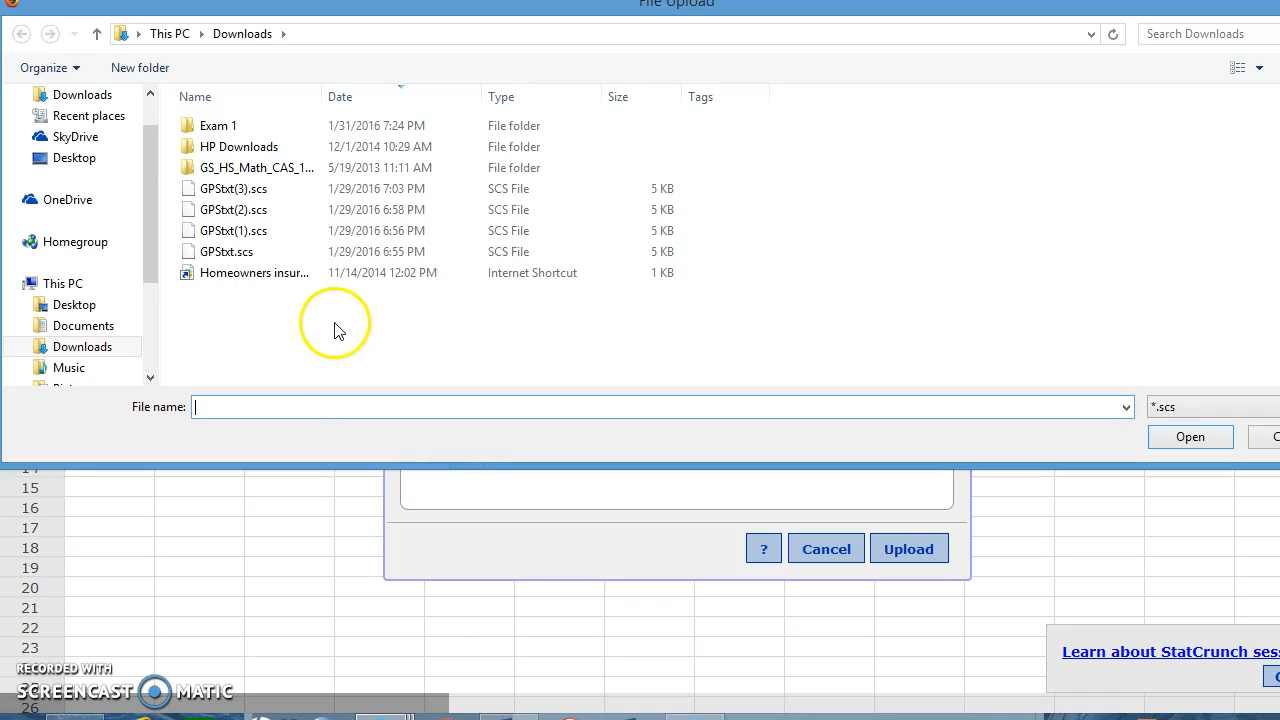 File Upload
This PC > Downloads >
Search Downloads
Organize
New folder
Name Date Type Size Tags
Downloads
Recent places
SkyDrive
Desktop
OneDrive
Homegroup
This PC
Desktop
Documents
Downloads
Music
Exam 1 1/31/2016 7:24 PM File folder
HP Downloads 12/1/2014 10:29 AM File folder
GS_HS_Math_CAS_1... 5/19/2013 11:11 AM File folder
GPStxt(3).scs 1/29/2016 7:03 PM SCS File 5 KB
GPStxt(2).scs 1/29/2016 6:58 PM SCS File 5 KB
GPStxt(1).scs 1/29/2016 6:56 PM SCS File 5 KB
GPStxt.scs 1/29/2016 6:55 PM SCS File 5 KB
Homeowners insur... 11/14/2014 12:02 PM Internet Shortcut 1 KB
File name:
*.scs
Open
15
16
17
18
19
20
21
22
23
26
? Cancel Upload
Learn about StatCrunch ses
RECORDED WITH
SCREENCAST MATIC